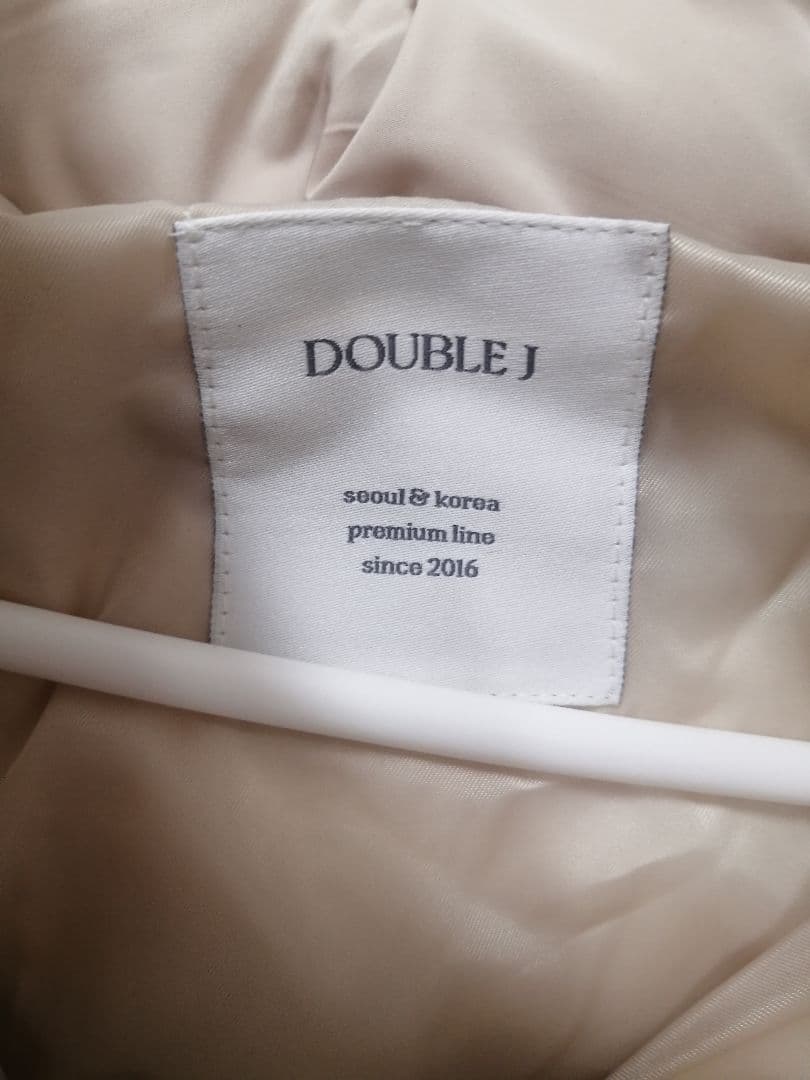 DOUBLE J
seoul & korea
premium line
since 2016